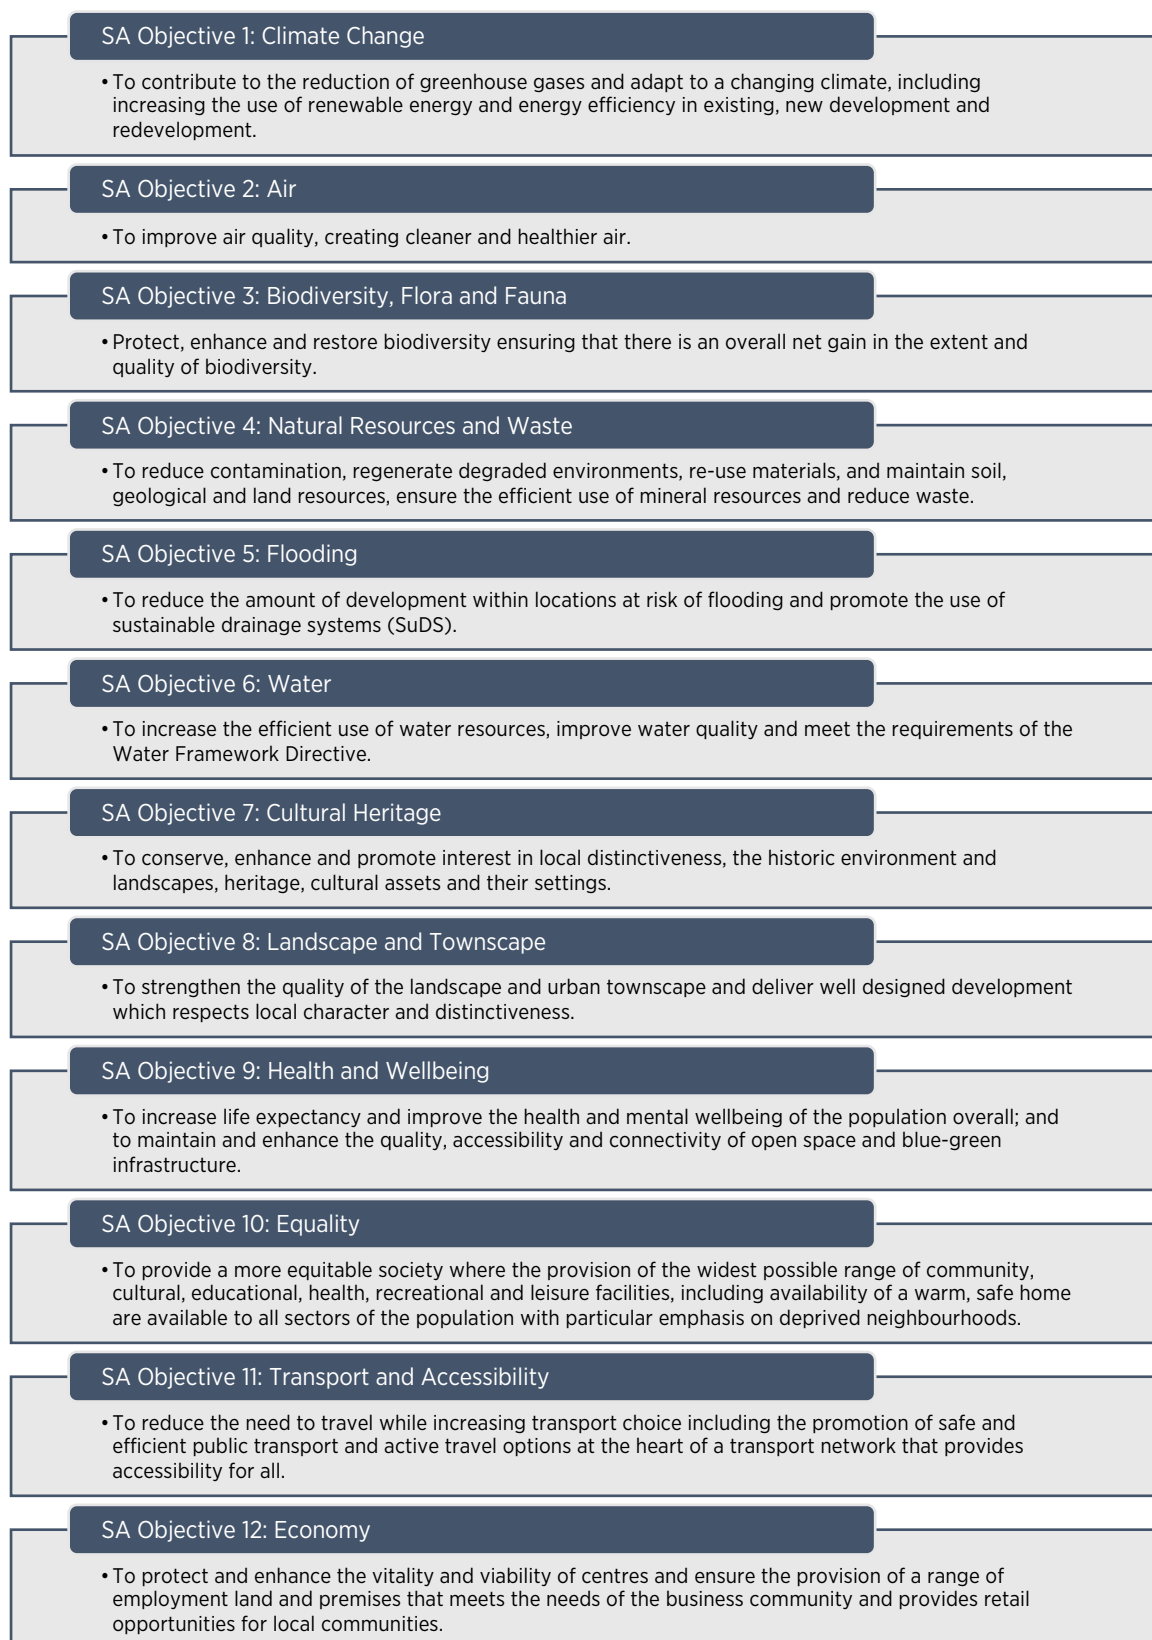 SA Objective 1: Climate Change
• To contribute to the reduction of greenhouse gases and adapt to a changing climate, including
increasing the use of renewable energy and energy efficiency in existing, new development and
redevelopment.
SA Objective 2: Air
• To improve air quality, creating cleaner and healthier air.
SA Objective 3: Biodiversity, Flora and Fauna
• Protect, enhance and restore biodiversity ensuring that there is an overall net gain in the extent and
quality of biodiversity.
SA Objective 4: Natural Resources and Waste
• To reduce contamination, regenerate degraded environments, re-use materials, and maintain soil,
geological and land resources, ensure the efficient use of mineral resources and reduce waste.
SA Objective 5: Flooding
• To reduce the amount of development within locations at risk of flooding and promote the use of
sustainable drainage systems (SuDS).
SA Objective 6: Water
• To increase the efficient use of water resources, improve water quality and meet the requirements of the
Water Framework Directive.
SA Objective 7: Cultural Heritage
• To conserve, enhance and promote interest in local distinctiveness, the historic environment and
landscapes, heritage, cultural assets and their settings.
SA Objective 8: Landscape and Townscape
• To strengthen the quality of the landscape and urban townscape and deliver well designed development
which respects local character and distinctiveness.
SA Objective 9: Health and Wellbeing
• To increase life expectancy and improve the health and mental wellbeing of the population overall; and
to maintain and enhance the quality, accessibility and connectivity of open space and blue-green
infrastructure.
SA Objective 10: Equality
• To provide a more equitable society where the provision of the widest possible range of community,
cultural, educational, health, recreational and leisure facilities, including availability of a warm, safe home
are available to all sectors of the population with particular emphasis on deprived neighbourhoods.
SA Objective 11: Transport and Accessibility
• To reduce the need to travel while increasing transport choice including the promotion of safe and
efficient public transport and active travel options at the heart of a transport network that provides
accessibility for all.
SA Objective 12: Economy
• To protect and enhance the vitality and viability of centres and ensure the provision of a range of
employment land and premises that meets the needs of the business community and provides retail
opportunities for local communities.